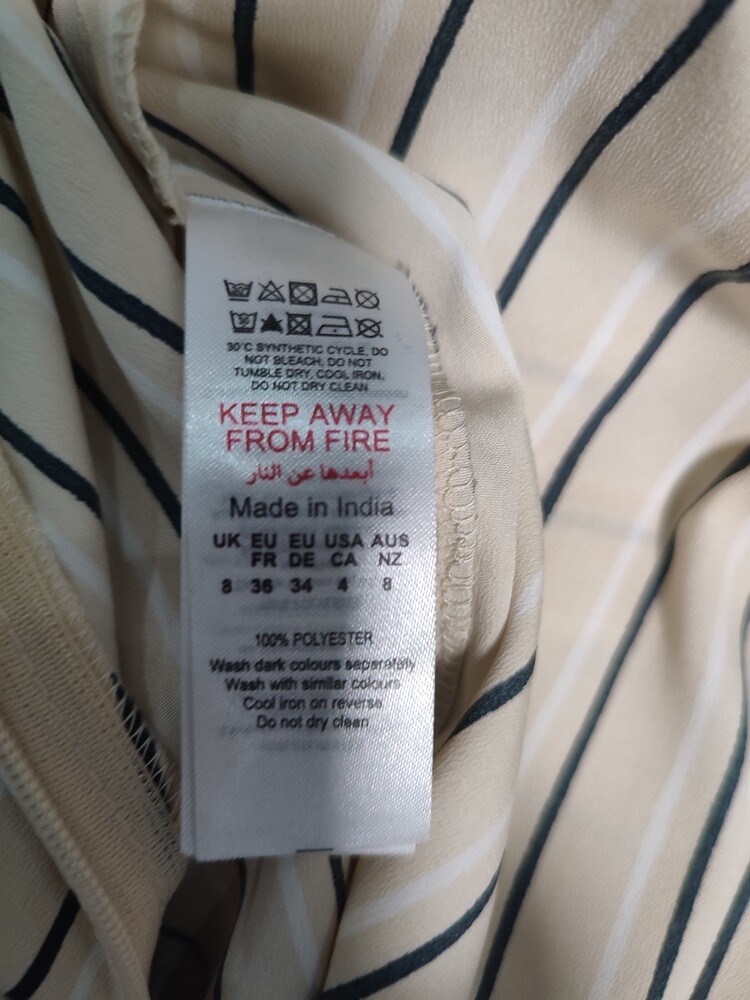 30°C SYNTHETIC CYCLE, DO
NOT BLEACH, DO NOT
TUMBLE DRY, COOL IRON,
DO NOT DRY CLEAN
KEEP AWAY
FROM FIRE
أبعدها عن النار
Made in India
UK EU EU USA AUS
FR DE CA NZ
8 36 34 4 8
100% POLYESTER
Wash dark colours separately
Wash with similar colours
Cool iron on reverse
Do not dry clean